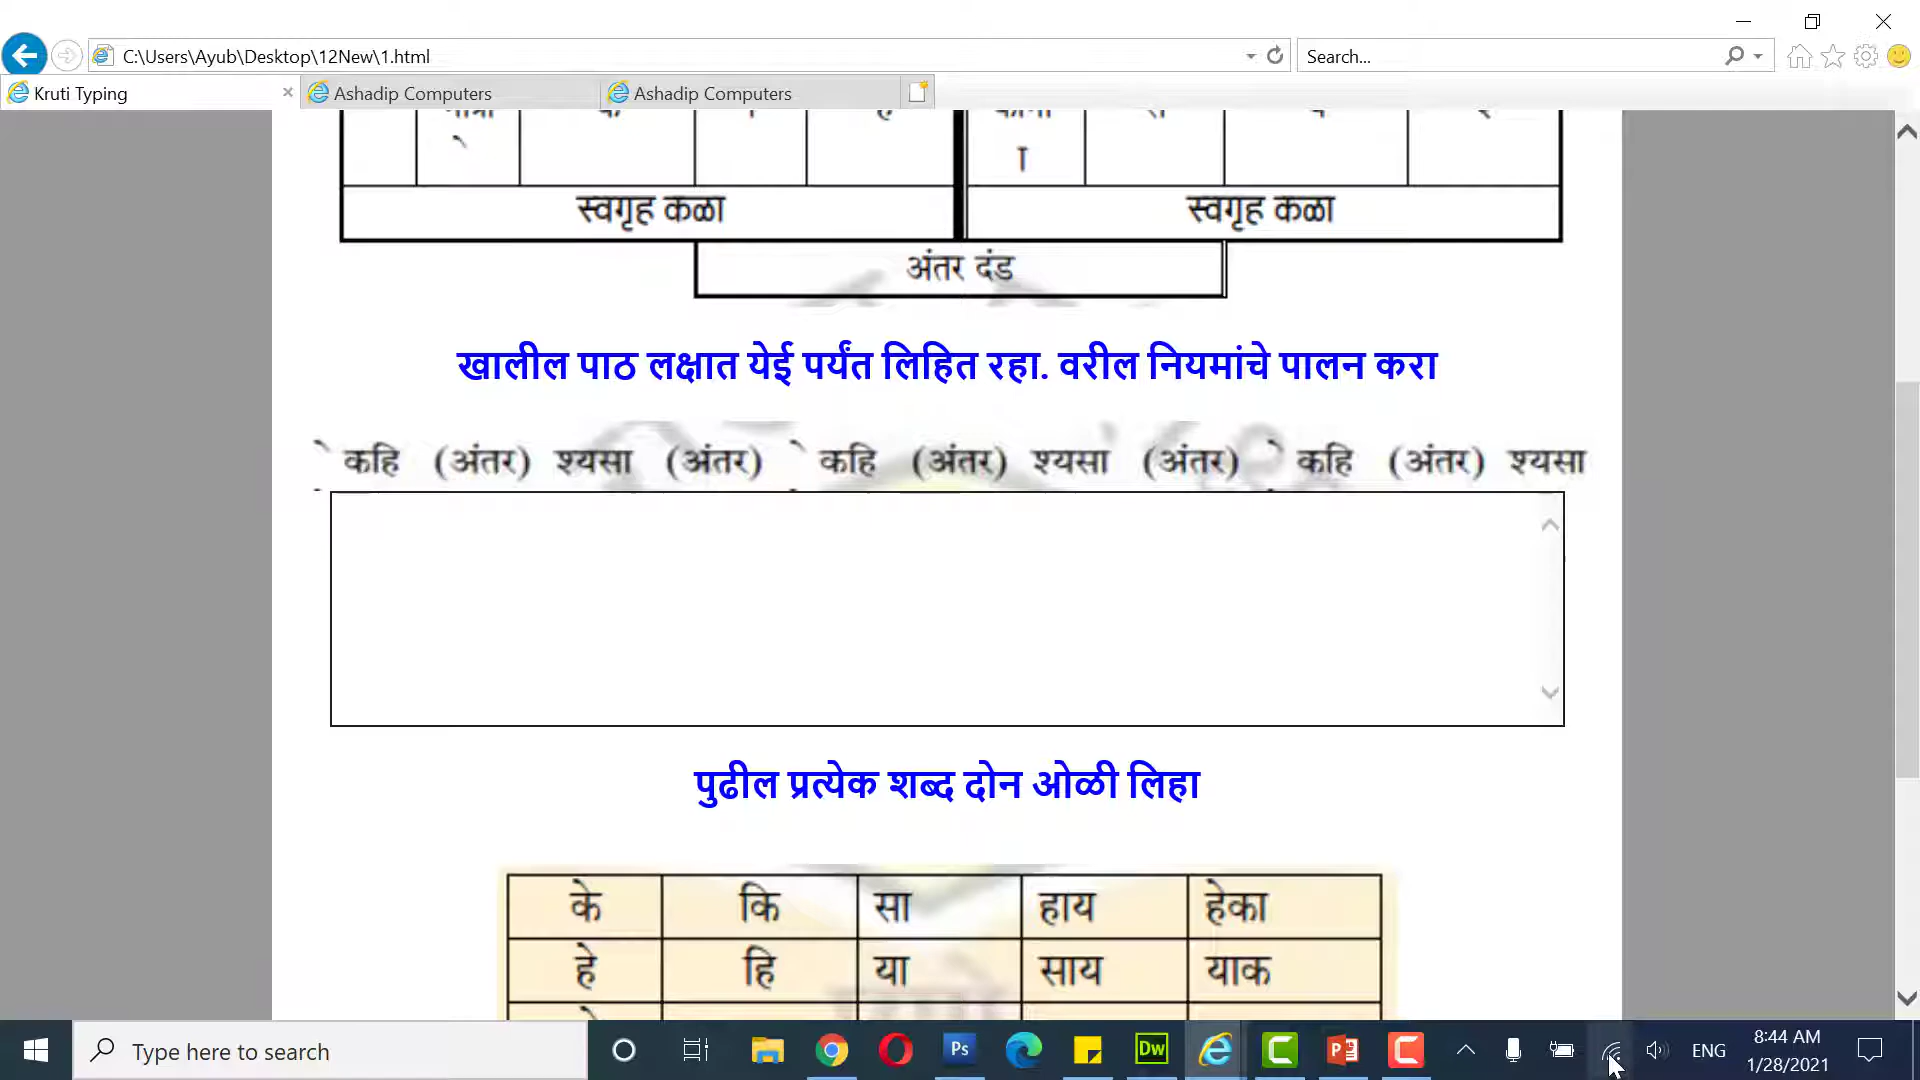 C:\Users\Ayub\Desktop\12New\1.html
Search...
Kruti Typing
Ashadip Computers
Ashadip Computers
े
ा
स्वगृह कळा
स्वगृह कळा
अंतर दंड
खालील पाठ लक्षात येई पर्यंत लिहित रहा. वरील नियमांचे पालन करा
े कहि (अंतर) श्यसा (अंतर) े कहि (अंतर) श्यसा (अंतर) े कहि (अंतर) श्यसा
पुढील प्रत्येक शब्द दोन ओळी लिहा
के कि सा हाय हेका
हे हि या साय याक
Type here to search
Ps
Dw
ENG
8:44 AM
1/28/2021